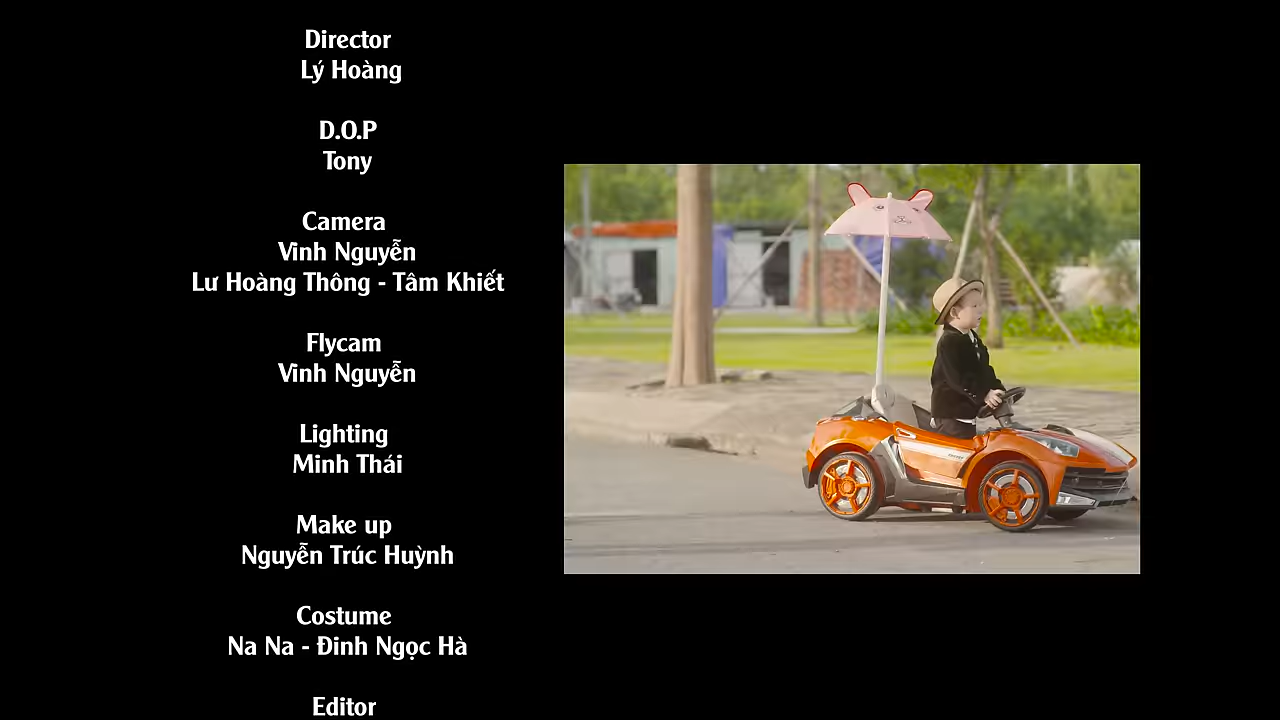 Director
Lý Hoàng
D.O.P
Tony
Camera
Vinh Nguyễn
Lư Hoàng Thông - Tâm Khiết
Flycam
Vinh Nguyễn
Lighting
Minh Thái
Make up
Nguyễn Trúc Huỳnh
Costume
Na Na - Đinh Ngọc Hà
Editor